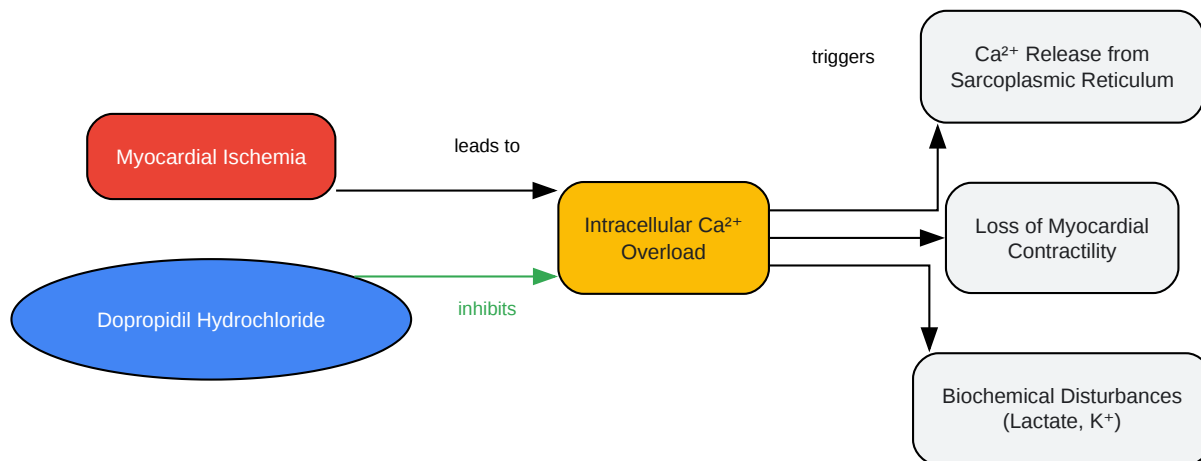 triggers
Ca²⁺ Release from
Sarcoplasmic Reticulum
Myocardial Ischemia
leads to
Intracellular Ca²⁺
Overload
Loss of Myocardial
Contractility
Dopropidil Hydrochloride
inhibits
Biochemical Disturbances
(Lactate, K⁺)